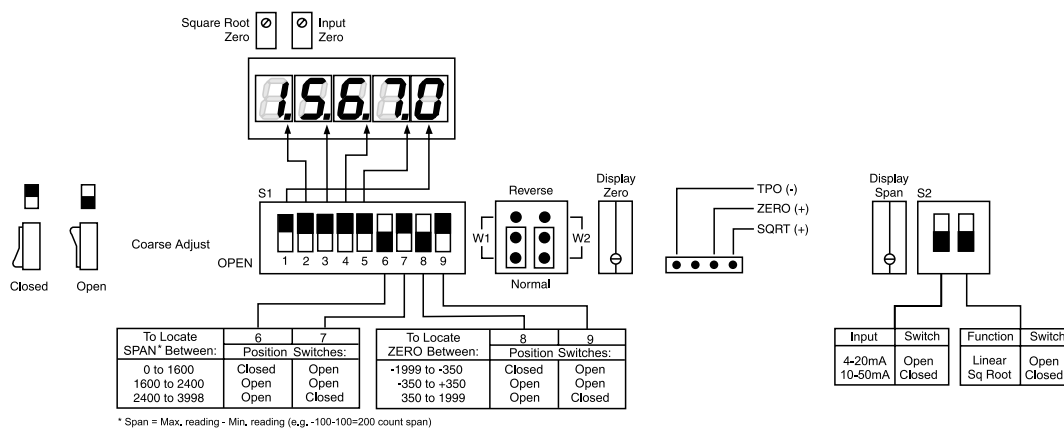 Square Root
Zero
Input
Zero
1.5.6.7.0
S1
Coarse Adjust
OPEN
1 2 3 4 5 6 7 8 9
Closed
Open
Reverse
W1
W2
Normal
Display
Zero
TPO (-)
ZERO (+)
SQRT (+)
Display
Span
S2
To Locate
SPAN* Between:
6 7
Position Switches:
0 to 1600 Closed Open
1600 to 2400 Open Open
2400 to 3998 Open Closed
To Locate
ZERO Between:
8 9
Position Switches:
-1999 to -350 Closed Open
-350 to +350 Open Open
350 to 1999 Open Closed
Input Switch
4-20mA Open
10-50mA Closed
Function Switch
Linear Open
Sq Root Closed
* Span = Max. reading - Min. reading (e.g. -100-100=200 count span)